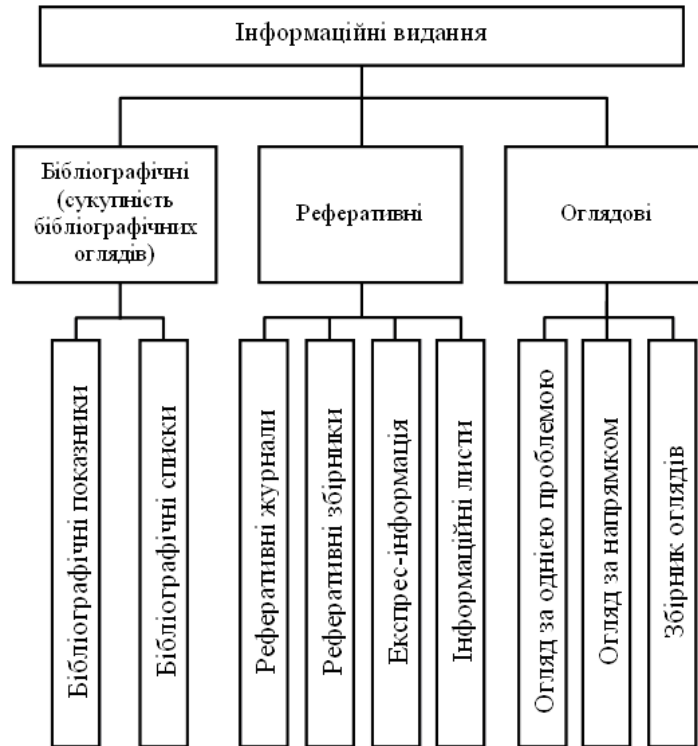 Інформаційні видання
Бібліографічні
(сукупність
бібліографічних
оглядів)
Реферативні
Оглядові
Бібліографічні показники
Бібліографічні списки
Реферативні журнали
Реферативні збірники
Експрес-інформація
Інформаційні листи
Огляд за однією проблемою
Огляд за напрямком
Збірник оглядів